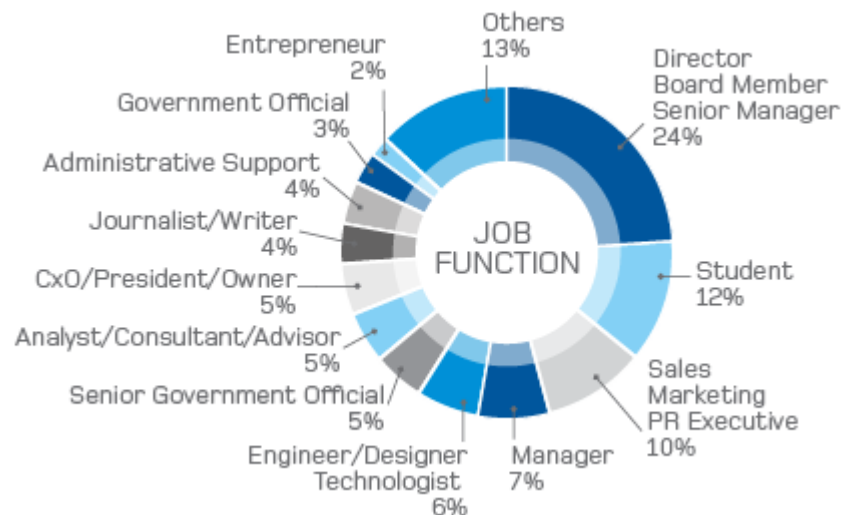 Others
13%
Director
Board Member
Senior Manager
24%
Student
12%
Sales
Marketing
PR Executive
10%
Manager
7%
Engineer/Designer
Technologist
6%
Senior Government Official
5%
Analyst/Consultant/Advisor
5%
CxO/President/Owner
5%
Journalist/Writer
4%
Administrative Support
4%
Government Official
3%
Entrepreneur
2%
JOB
FUNCTION